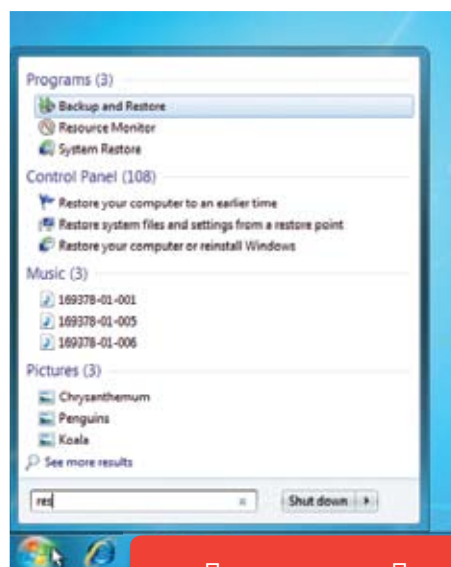 Programs (3)
Backup and Restore
Resource Monitor
System Restore
Control Panel (108)
Restore your computer to an earlier time
Restore system files and settings from a restore point
Restore your computer or reinstall Windows
Music (3)
169378-01-001
169378-01-005
169378-01-006
Pictures (3)
Chrysanthemum
Penguins
Koala
See more results
res
Shut down